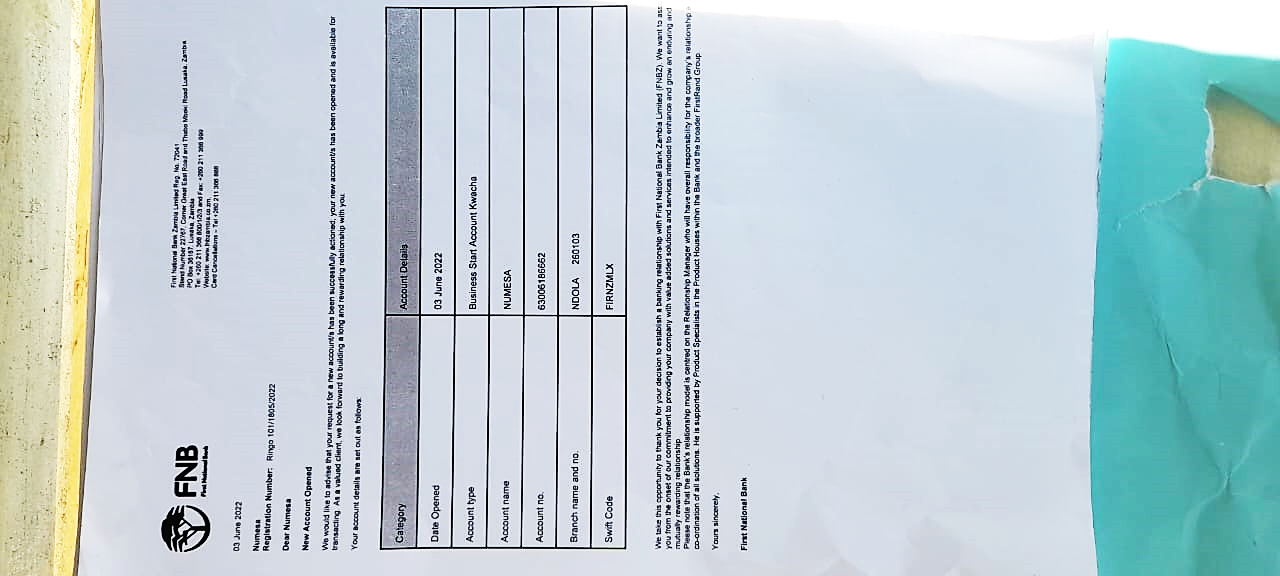 FNB
First National Bank
First National Bank Zambia Limited Reg. No. 72041
Stand Number 22767, Corner Great East Road and Thabo Mbeki Road Lusaka, Zambia
PO Box 36187, Lusaka, Zambia
Tel: +260 211 366 800/1/2/3 and Fax: +260 211 366 999
Website: www.fnbzambia.co.zm,
Card Cancellations – Tel +260 211 366 888
03 June 2022
Numesa
Registration Number: Ringo 101/1805/2022
Dear Numesa
New Account Opened
We would like to advise that your request for a new account/s has been successfully actioned, your new account/s has been opened and is available for
transacting. As a valued client, we look forward to building a long and rewarding relationship with you.
Your account details are set out as follows:
Category Account Details
Date Opened 03 June 2022
Account type Business Start Account Kwacha
Account name NUMESA
Account no. 63006186662
Branch name and no. NDOLA 260103
Swift Code FIRNZMLX
We take this opportunity to thank you for your decision to establish a banking relationship with First National Bank Zambia Limited (FNBZ). We want to
you from the onset of our commitment to providing your company with value added solutions and services intended to enhance and grow an enduring and
mutually rewarding relationship.
Please note that the Bank's relationship model is centred on the Relationship Manager who will have overall responsibility for the company's relationship
co-ordination of all solutions. He is supported by Product Specialists in the Product Houses within the Bank and the broader FirstRand Group.
Yours sincerely,
First National Bank